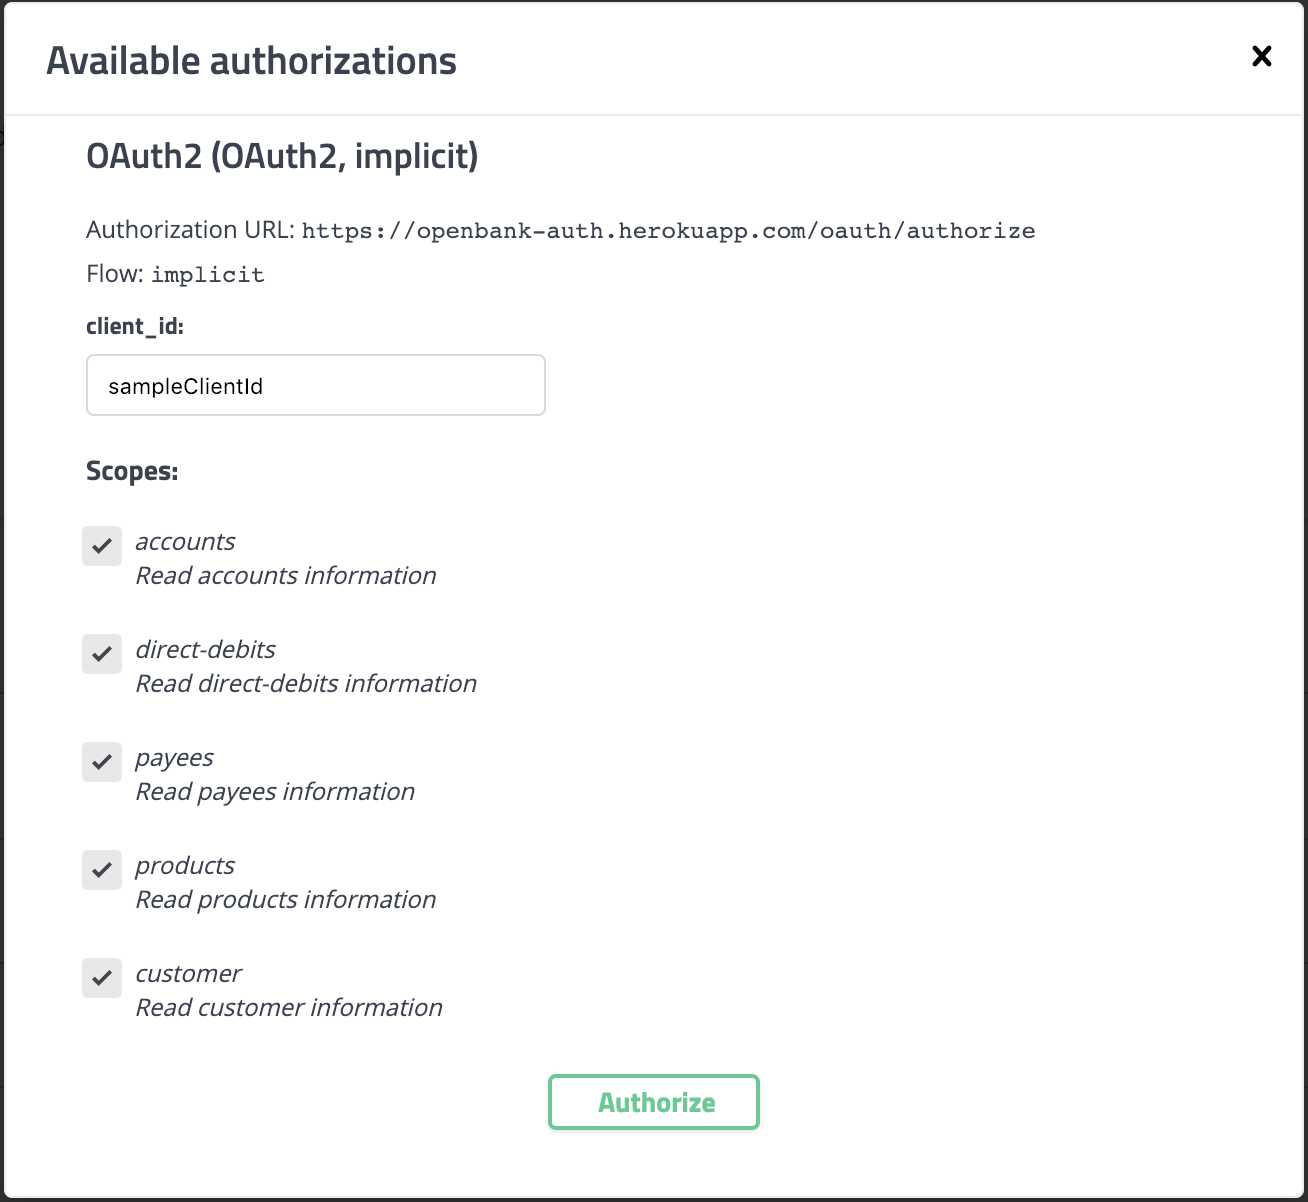 Available authorizations
OAuth2 (OAuth2, implicit)
Authorization URL: https://openbank-auth.herokuapp.com/oauth/authorize
Flow: implicit
client_id:
sampleClientId
Scopes:
accounts
Read accounts information
direct-debits
Read direct-debits information
payees
Read payees information
products
Read products information
customer
Read customer information
Authorize